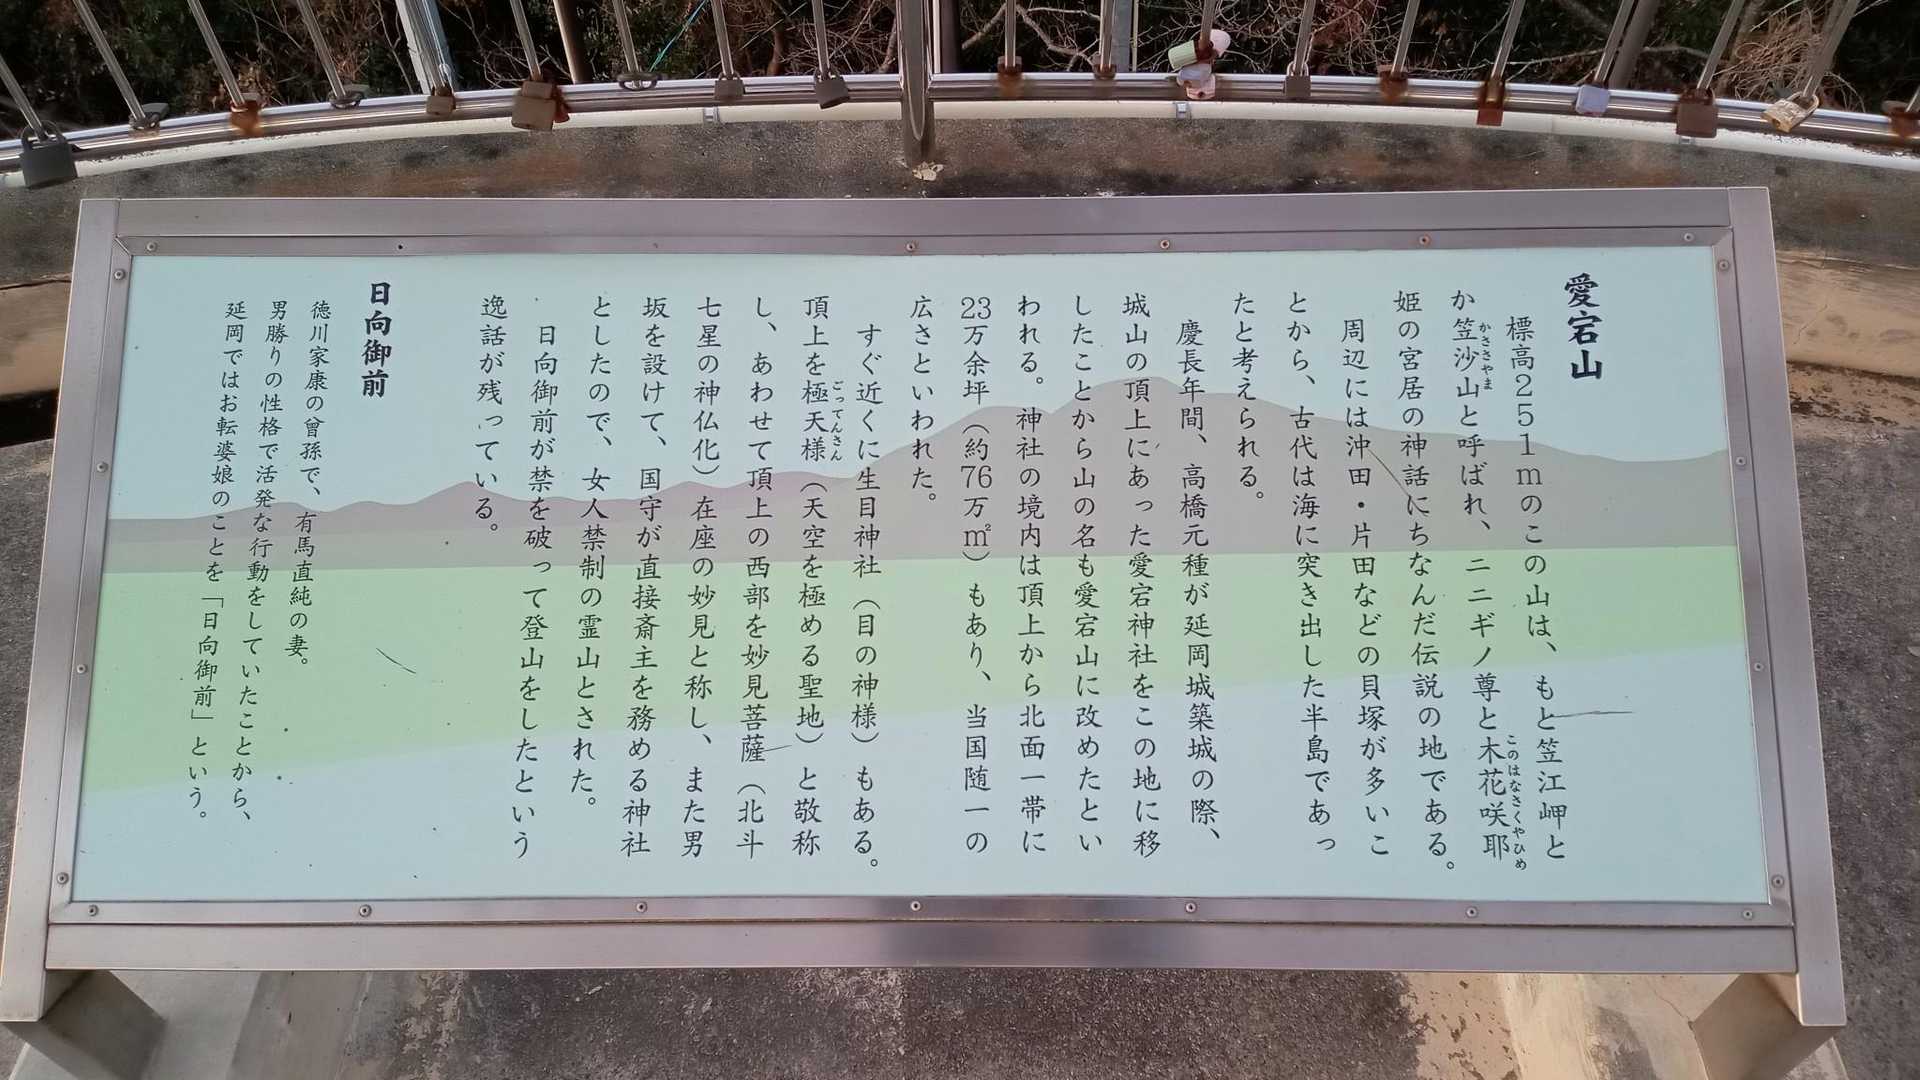 愛宕山
標高251mのこの山は、もと笠江岬と
か笠沙山と呼ばれ、ニニギノ尊と木花咲耶
かささやま
このはなさくやひめ
姫の宮居の神話にちなんだ伝説の地である。
周辺には沖田・片田などの貝塚が多いこ
とから、古代は海に突き出した半島であっ
たと考えられる。
慶長年間、高橋元種が延岡城築城の際、
城山の頂上にあった愛宕神社をこの地に移
したことから山の名も愛宕山に改めたとい
われる。神社の境内は頂上から北面一帯に
23万余坪(約76万㎡)もあり、当国随一の
広さといわれた。
すぐ近くに生目神社(目の神様)もある。
頂上を極天様(天空を極める聖地)と敬称
ごってんさん
し、あわせて頂上の西部を妙見菩薩(北斗
七星の神仏化)在座の妙見と称し、また男
坂を設けて、国守が直接斎主を務める神社
としたので、女人禁制の霊山とされた。
日向御前が禁を破って登山をしたという
逸話が残っている。
日向御前
徳川家康の曾孫で、有馬直純の妻。
男勝りの性格で活発な行動をしていたことから、
延岡ではお転婆娘のことを「日向御前」という。